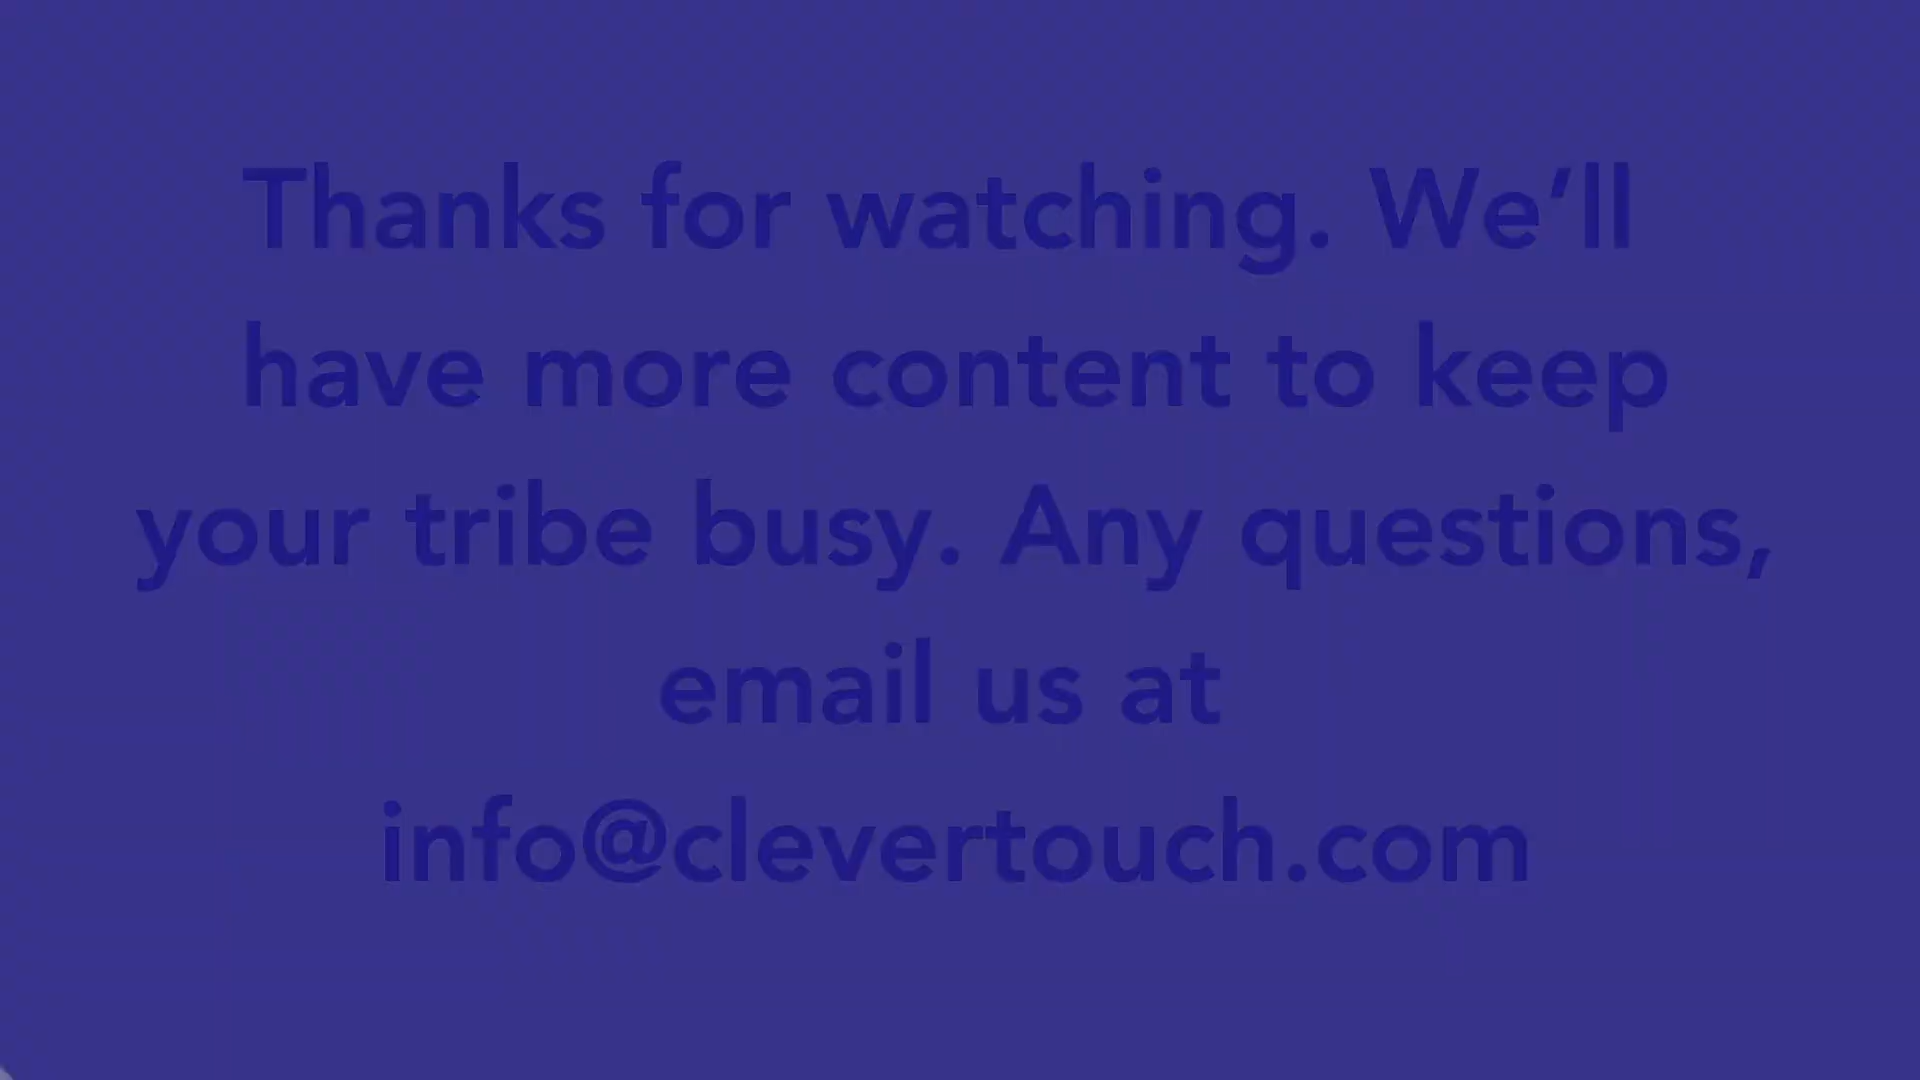 Thanks for watching. We’ll
have more content to keep
your tribe busy. Any questions,
email us at
info@clevertouch.com